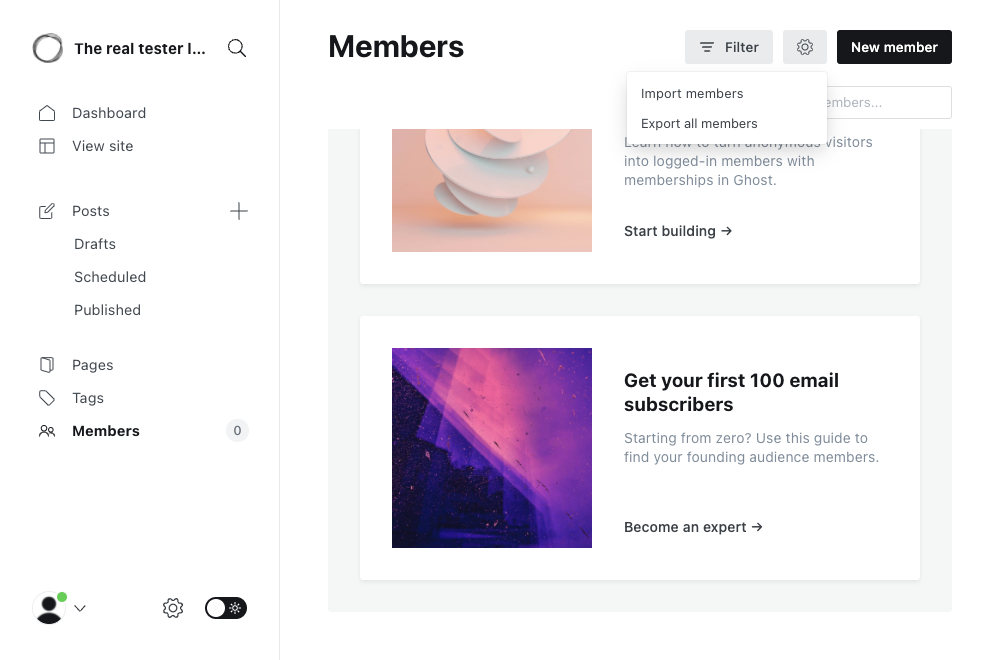 The real tester l...
Dashboard
View site
Posts
Drafts
Scheduled
Published
Pages
Tags
Members
0
Members
Filter
New member
Import members
Export all members
Learn how to turn anonymous visitors
into logged-in members with
memberships in Ghost.
Start building →
Get your first 100 email
subscribers
Starting from zero? Use this guide to
find your founding audience members.
Become an expert →